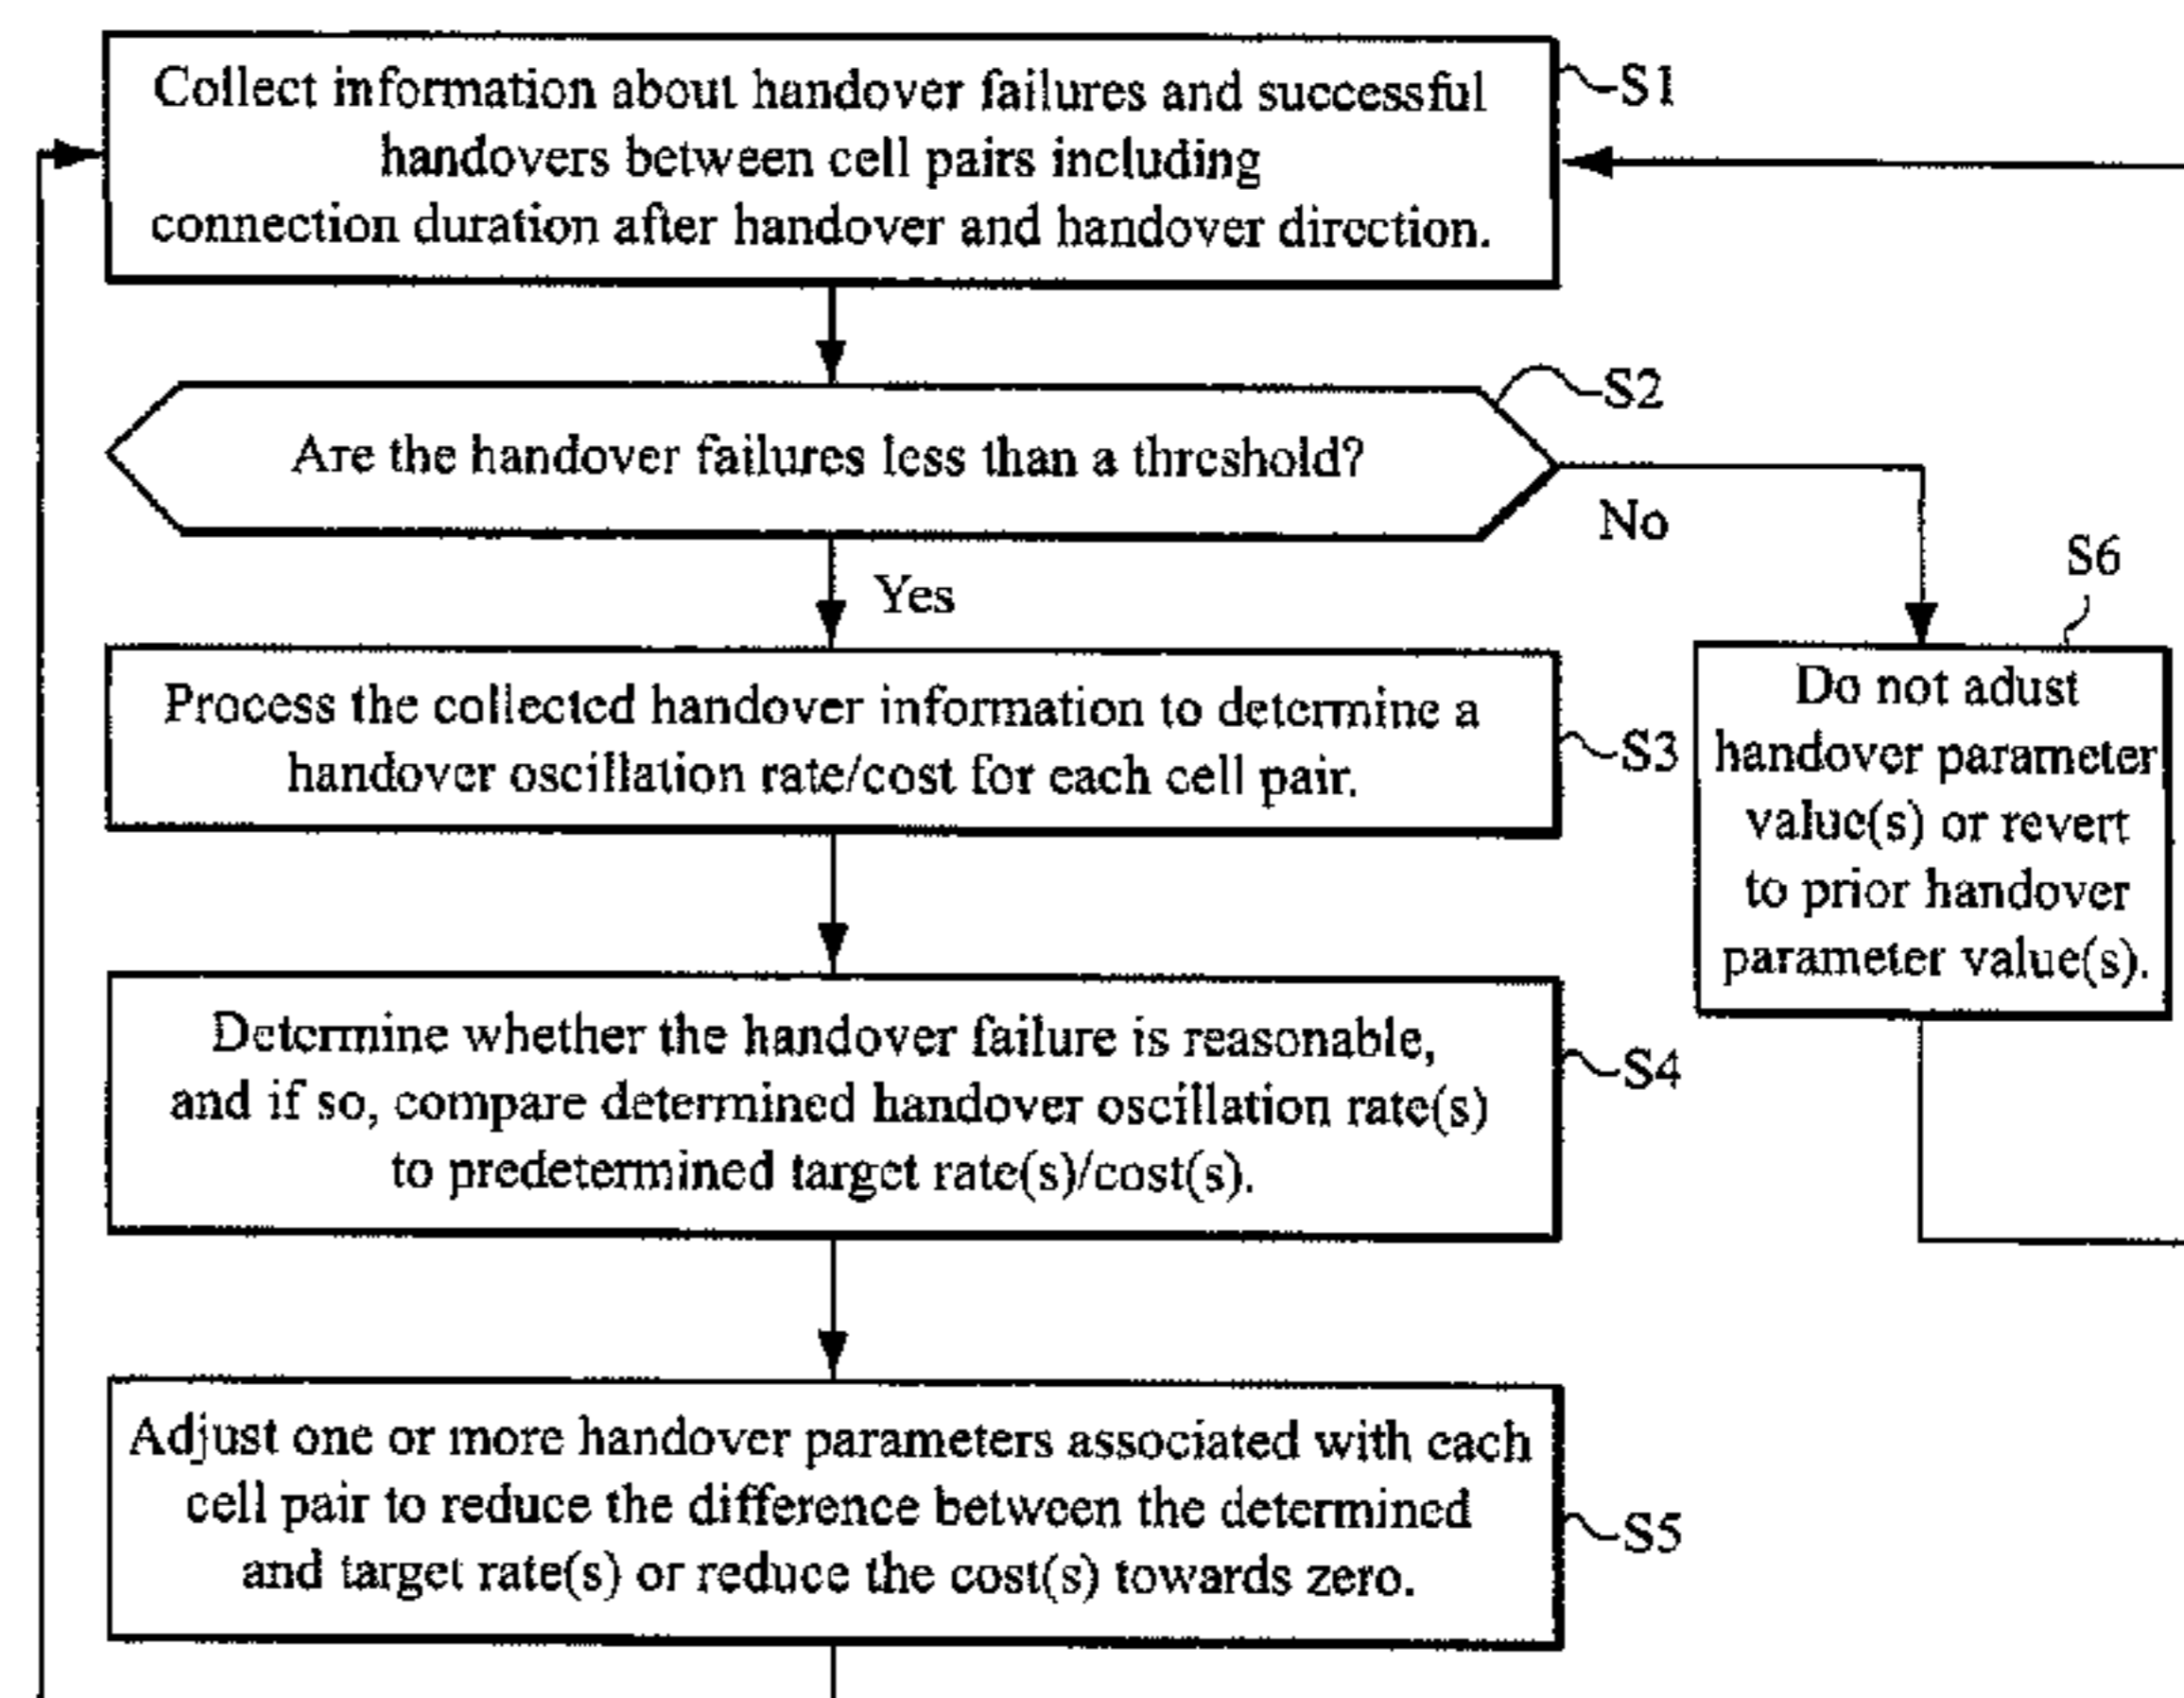 Collect information about handover failures and successful
handovers between cell pairs including
connection duration after handover and handover direction.
S1
Are the handover failures less than a threshold?
S2
No
Yes
S6
Process the collected handover information to determine a
handover oscillation rate/cost for each cell pair.
S3
Do not adust
handover parameter
value(s) or revert
to prior handover
parameter value(s).
Determine whether the handover failure is reasonable,
and if so, compare determined handover oscillation rate(s)
to predetermined target rate(s)/cost(s).
S4
Adjust one or more handover parameters associated with each
cell pair to reduce the difference between the determined
and target rate(s) or reduce the cost(s) towards zero.
S5